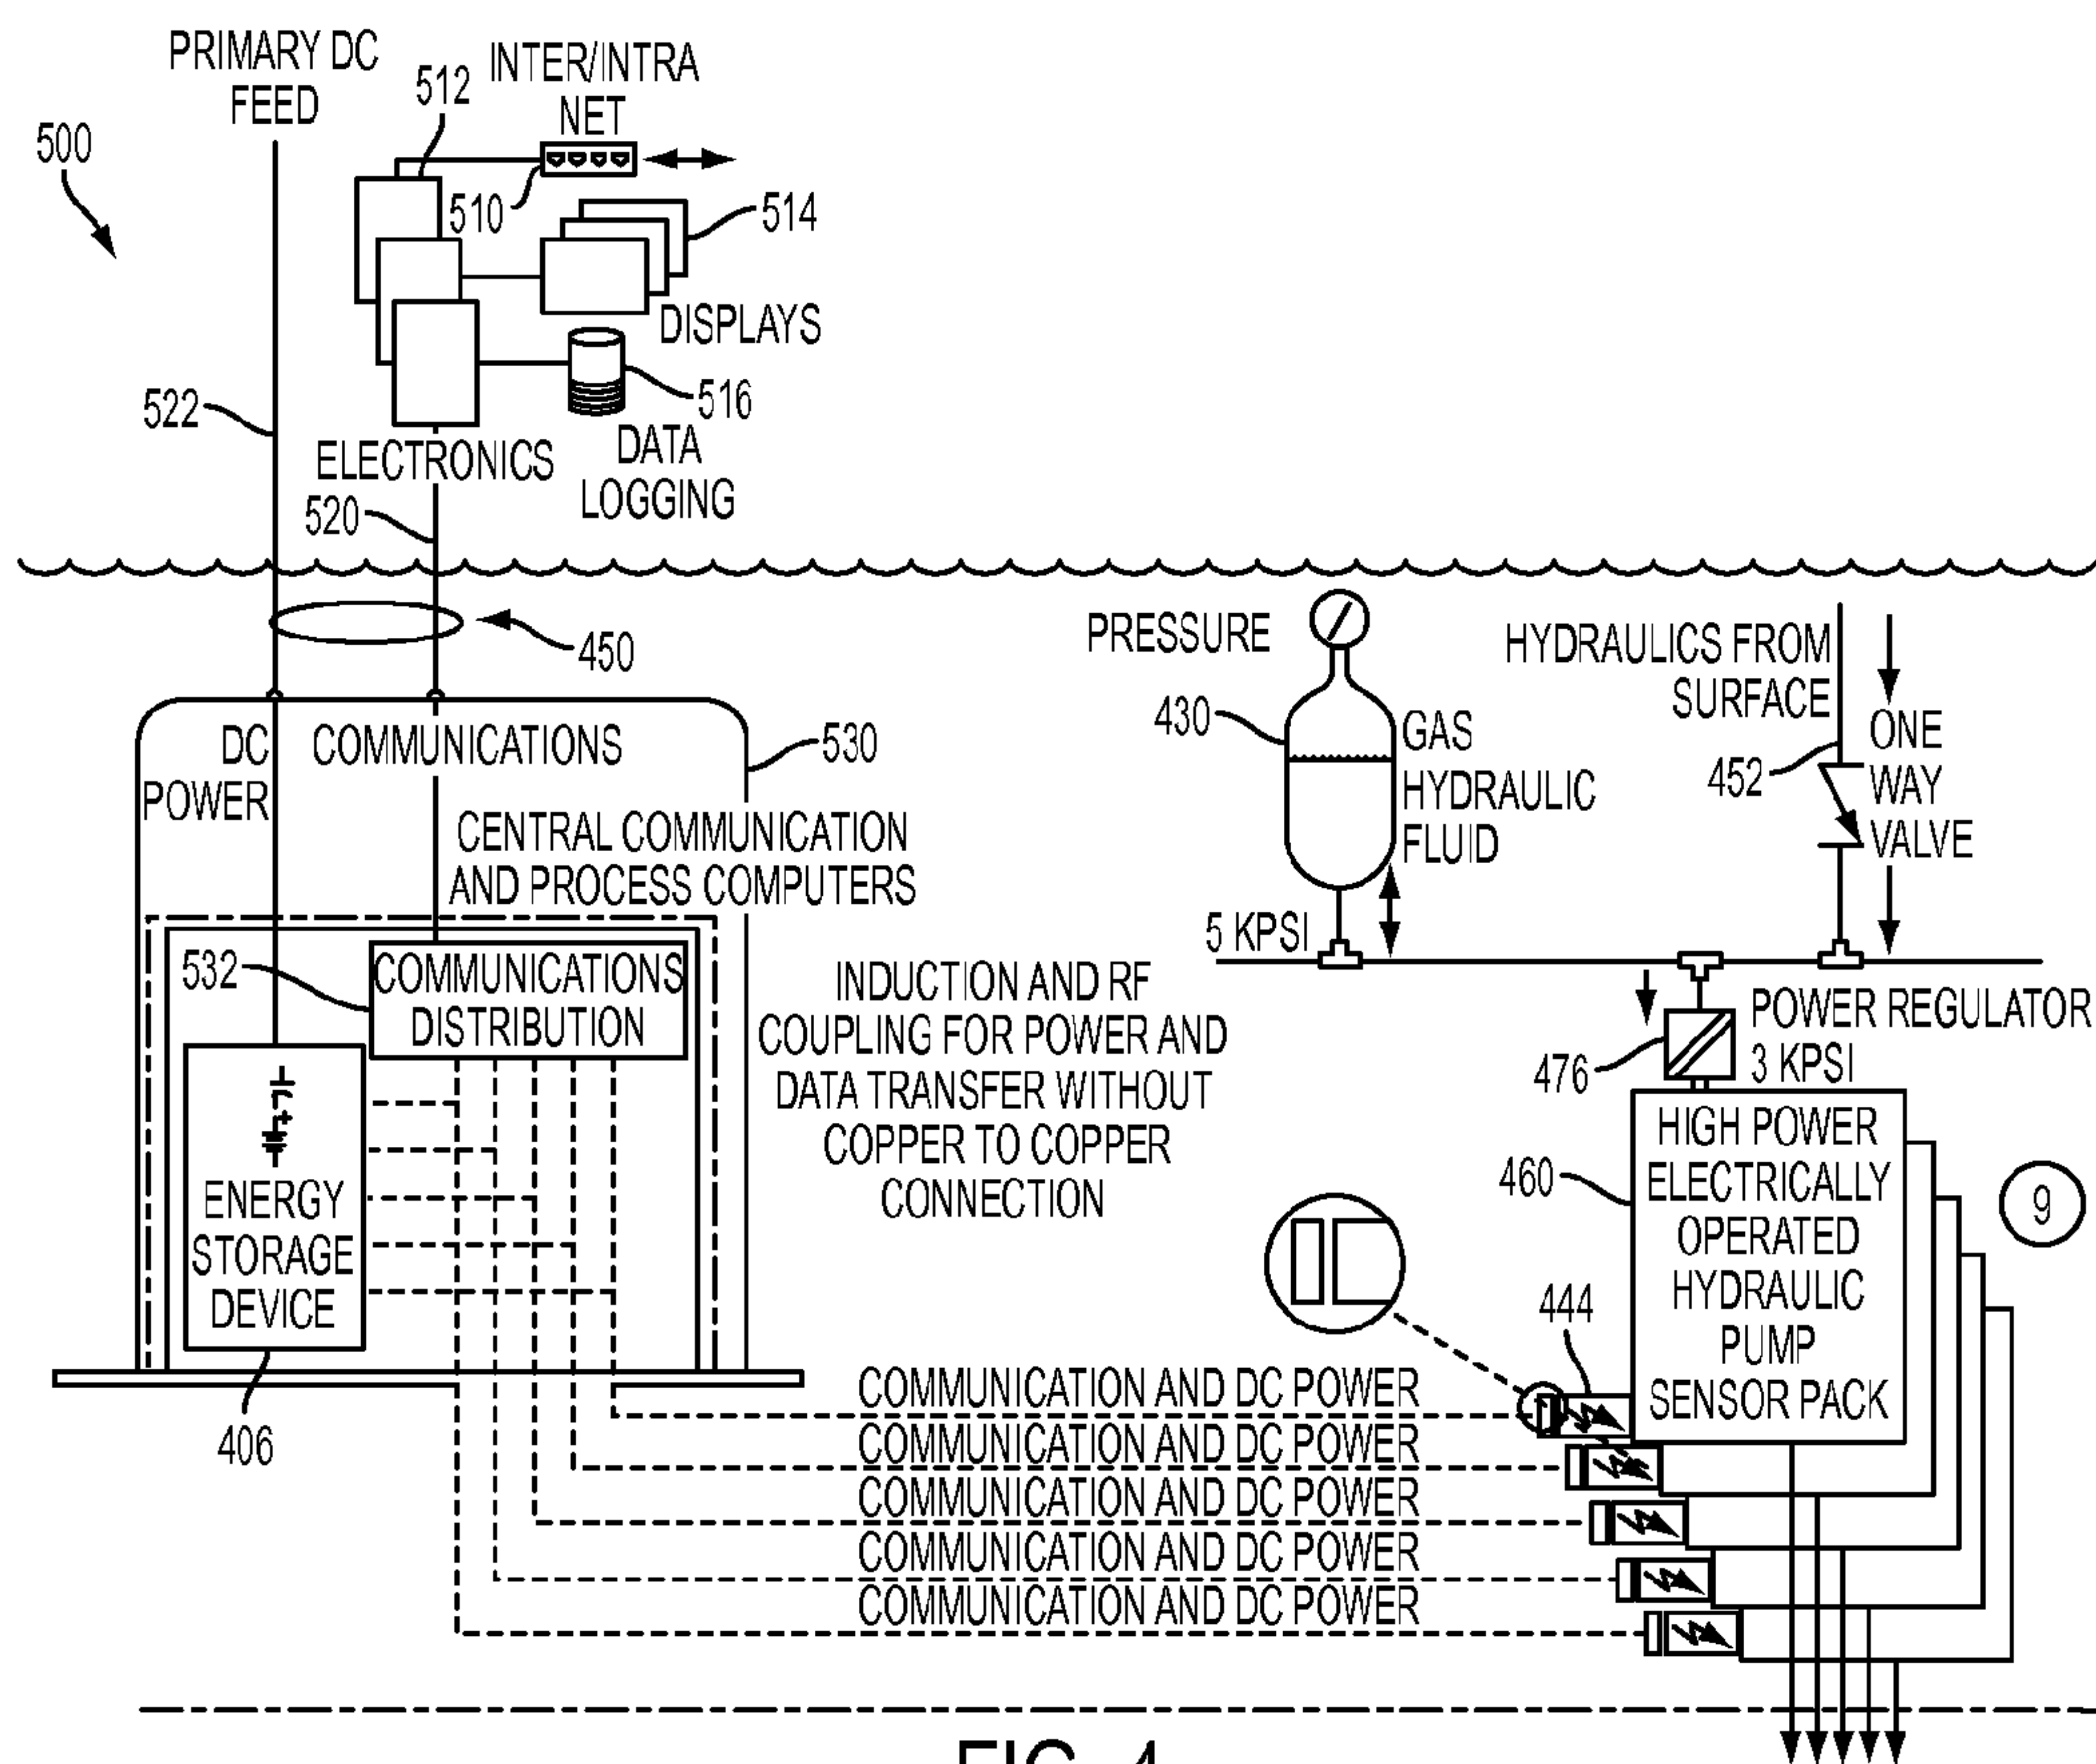 PRIMARY DC
FEED
512
INTER/INTRA
NET
500
510
514
DISPLAYS
522
516
ELECTRONICS
DATA
LOGGING
520
450
PRESSURE
HYDRAULICS FROM
SURFACE
430
GAS
HYDRAULIC
FLUID
452
ONE
WAY
VALVE
DC
POWER
COMMUNICATIONS
530
CENTRAL COMMUNICATION
AND PROCESS COMPUTERS
5 KPSI
532
COMMUNICATIONS
DISTRIBUTION
INDUCTION AND RF
COUPLING FOR POWER AND
DATA TRANSFER WITHOUT
COPPER TO COPPER
CONNECTION
POWER REGULATOR
3 KPSI
476
ENERGY
STORAGE
DEVICE
406
460
HIGH POWER
ELECTRICALLY
OPERATED
HYDRAULIC
PUMP
SENSOR PACK
9
444
COMMUNICATION AND DC POWER
COMMUNICATION AND DC POWER
COMMUNICATION AND DC POWER
COMMUNICATION AND DC POWER
COMMUNICATION AND DC POWER
FIG. 4